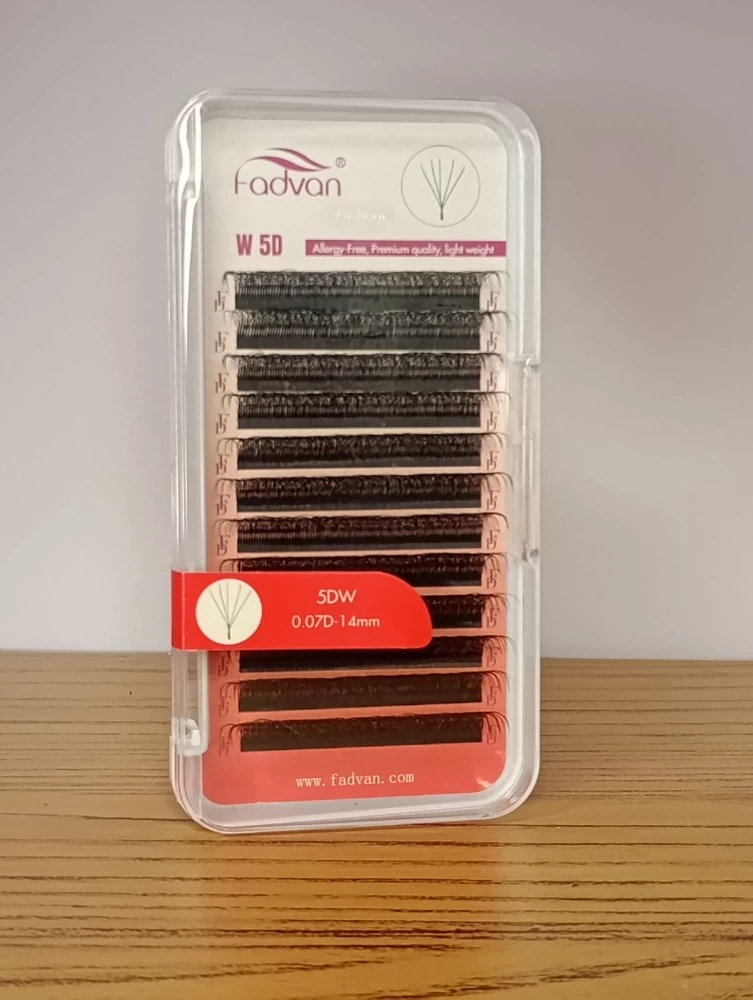 Fadvan®
W 5D
Allergy-Free, Premium quality, light weight
5DW
0.07D-14mm
www.fadvan.com